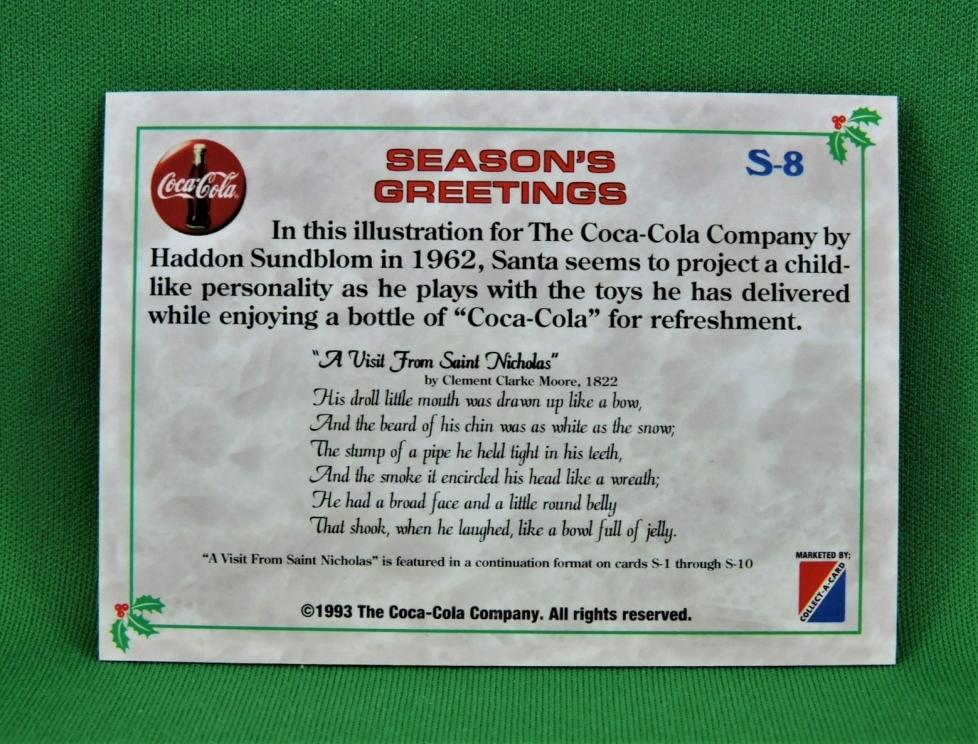 Coca-Cola
SEASON'S
GREETINGS
S-8
In this illustration for The Coca-Cola Company by
Haddon Sundblom in 1962, Santa seems to project a child-
like personality as he plays with the toys he has delivered
while enjoying a bottle of “Coca-Cola” for refreshment.
“A Visit From Saint Nicholas”
by Clement Clarke Moore, 1822
His droll little mouth was drawn up like a bow,
And the beard of his chin was as white as the snow;
The stump of a pipe he held tight in his teeth,
And the smoke it encircled his head like a wreath;
He had a broad face and a little round belly
That shook, when he laughed, like a bowl full of jelly.
“A Visit From Saint Nicholas” is featured in a continuation format on cards S-1 through S-10
MARKETED BY:
COLLECT-A-CARD
©1993 The Coca-Cola Company. All rights reserved.